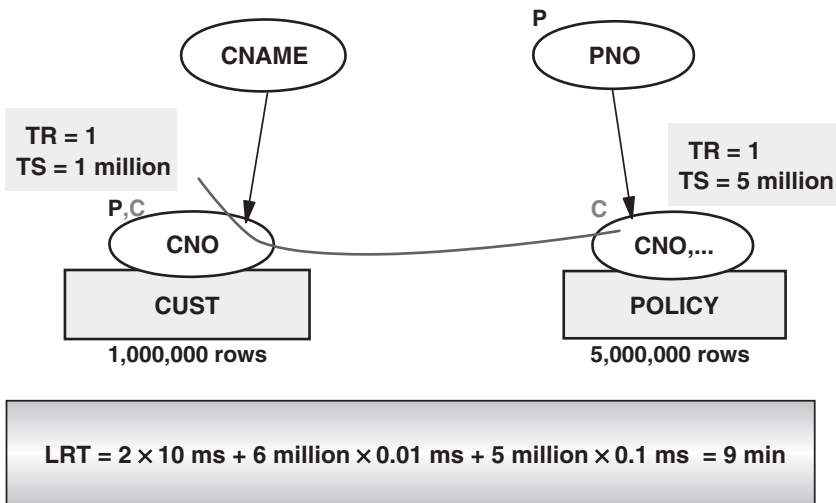 P
CNAME
PNO
TR = 1
TS = 1 million
TR = 1
TS = 5 million
P,C
C
CNO
CNO,...
CUST
POLICY
1,000,000 rows
5,000,000 rows
LRT = 2 × 10 ms + 6 million × 0.01 ms + 5 million × 0.1 ms = 9 min